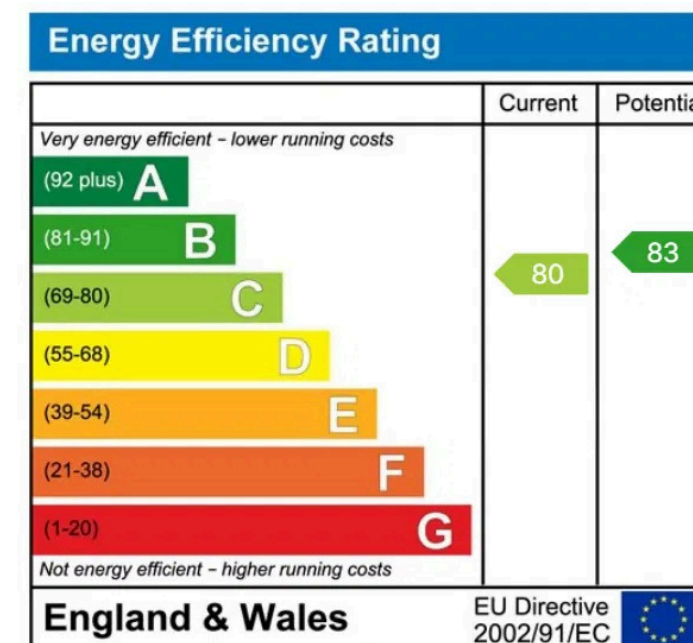 Energy Efficiency Rating
Current Potentia
Very energy efficient – lower running costs
(92 plus) A
(81-91) B
83
(69-80) C
80
(55-68) D
(39-54) E
(21-38) F
(1-20) G
Not energy efficient – higher running costs
England & Wales
EU Directive
2002/91/EC